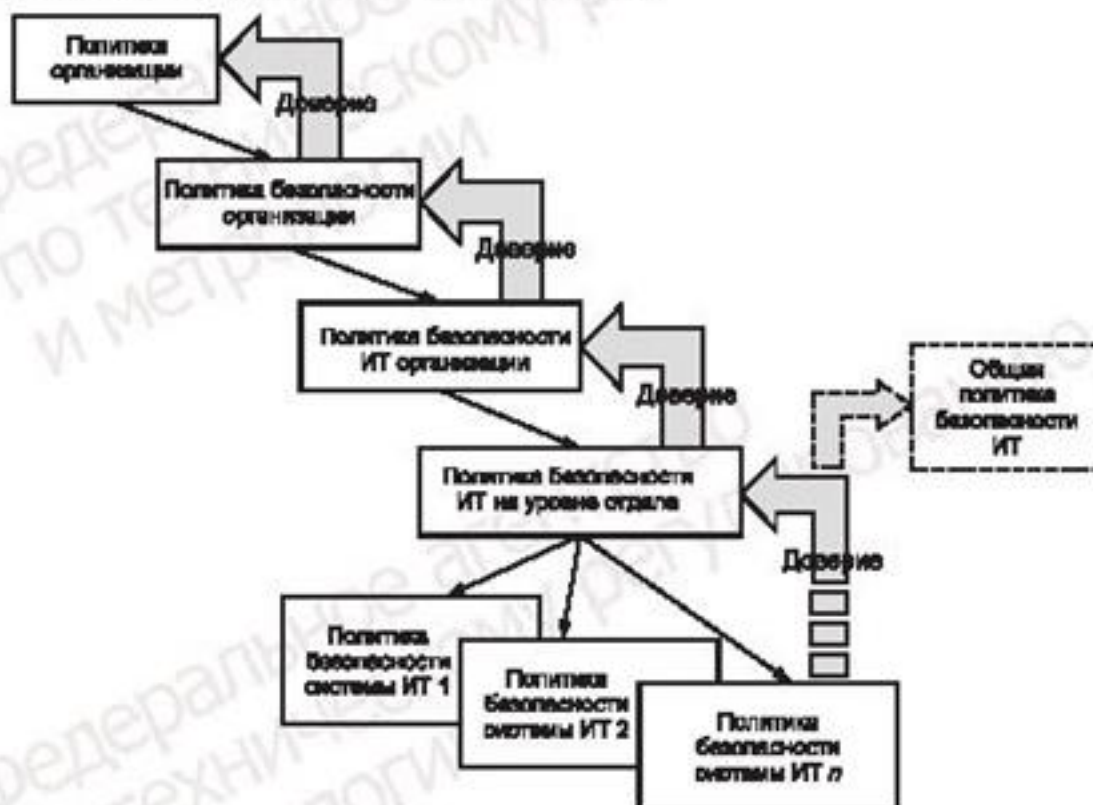 Политика
организации
Доверие
Политика безопасности
организации
Доверие
Политика безопасности
ИТ организации
Доверие
Общая
политика
безопасности
ИТ
Политика безопасности
ИТ на уровне отдела
Доверие
Политика
безопасности
системы ИТ 1
Политика
безопасности
системы ИТ 2
Политика
безопасности
системы ИТ n